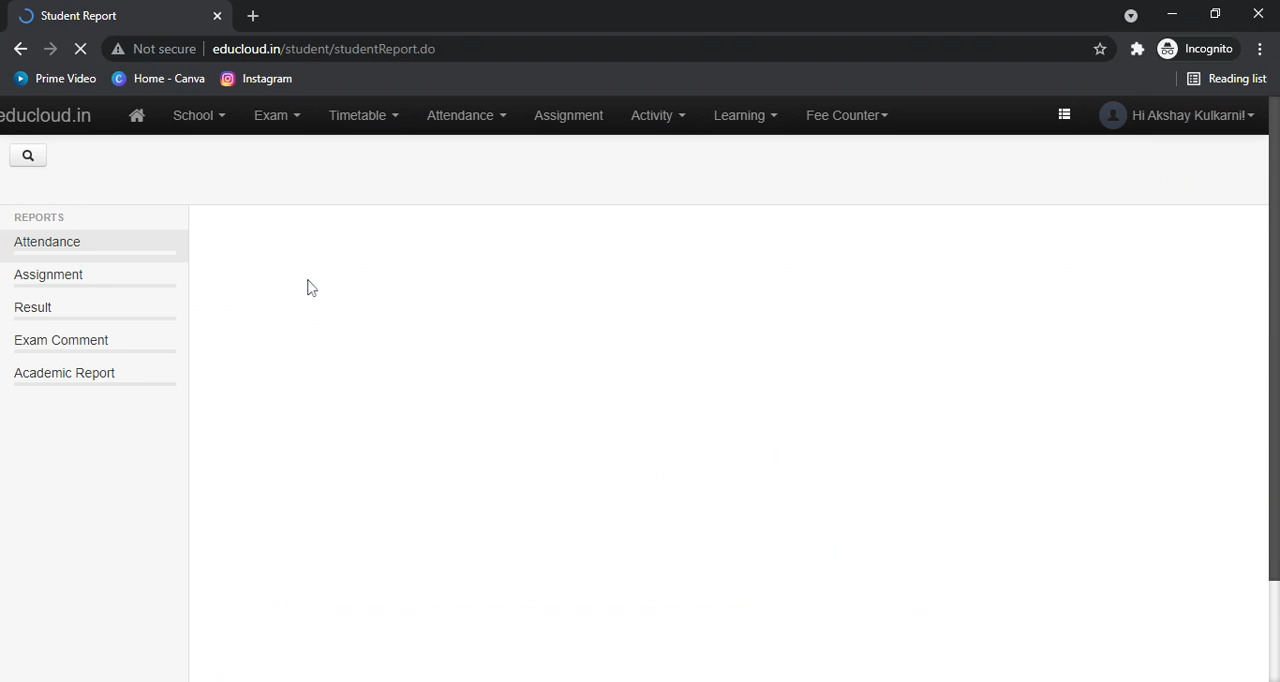 Student Report
Not secure educloud.in/student/studentReport.do Incognito
Prime Video Home - Canva Instagram Reading list
educloud.in School Exam Timetable Attendance Assignment Activity Learning Fee Counter Hi Akshay Kulkarni!
REPORTS
Attendance
Assignment
Result
Exam Comment
Academic Report